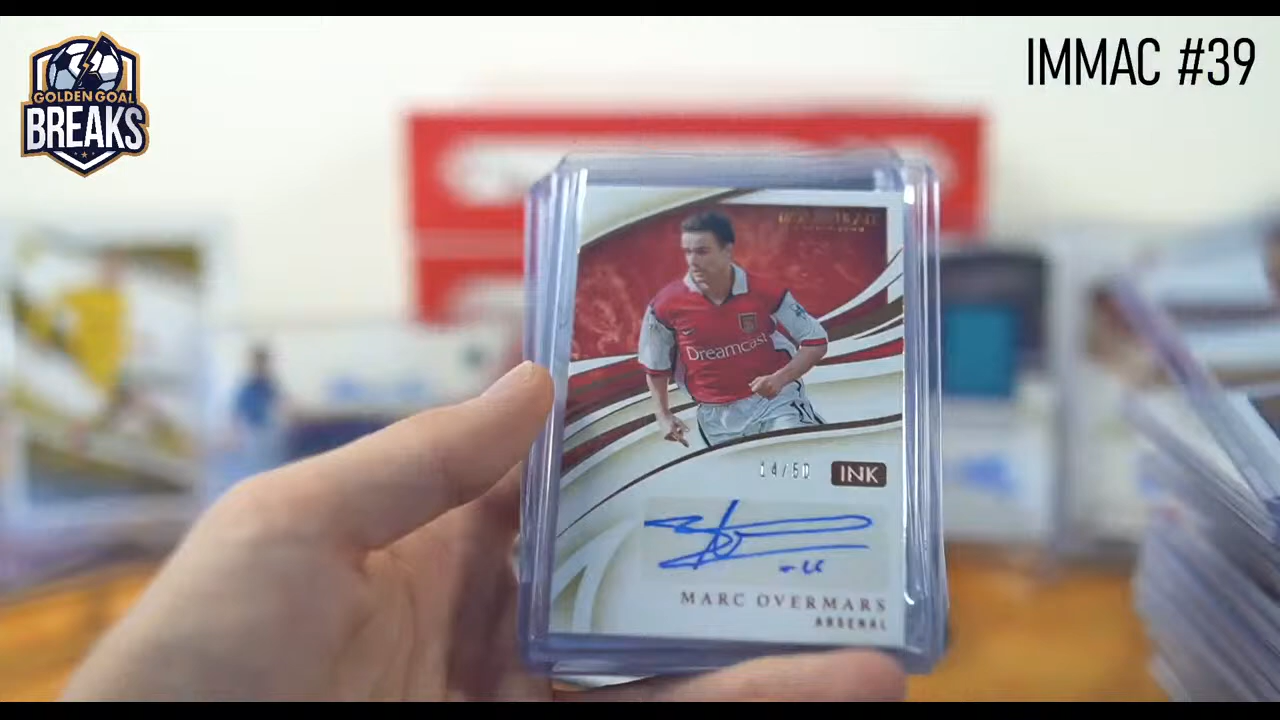 IMMAC #39
GOLDEN GOAL
BREAKS
Dreamcast
14/50
INK
MARC OVERMARS
ARSENAL